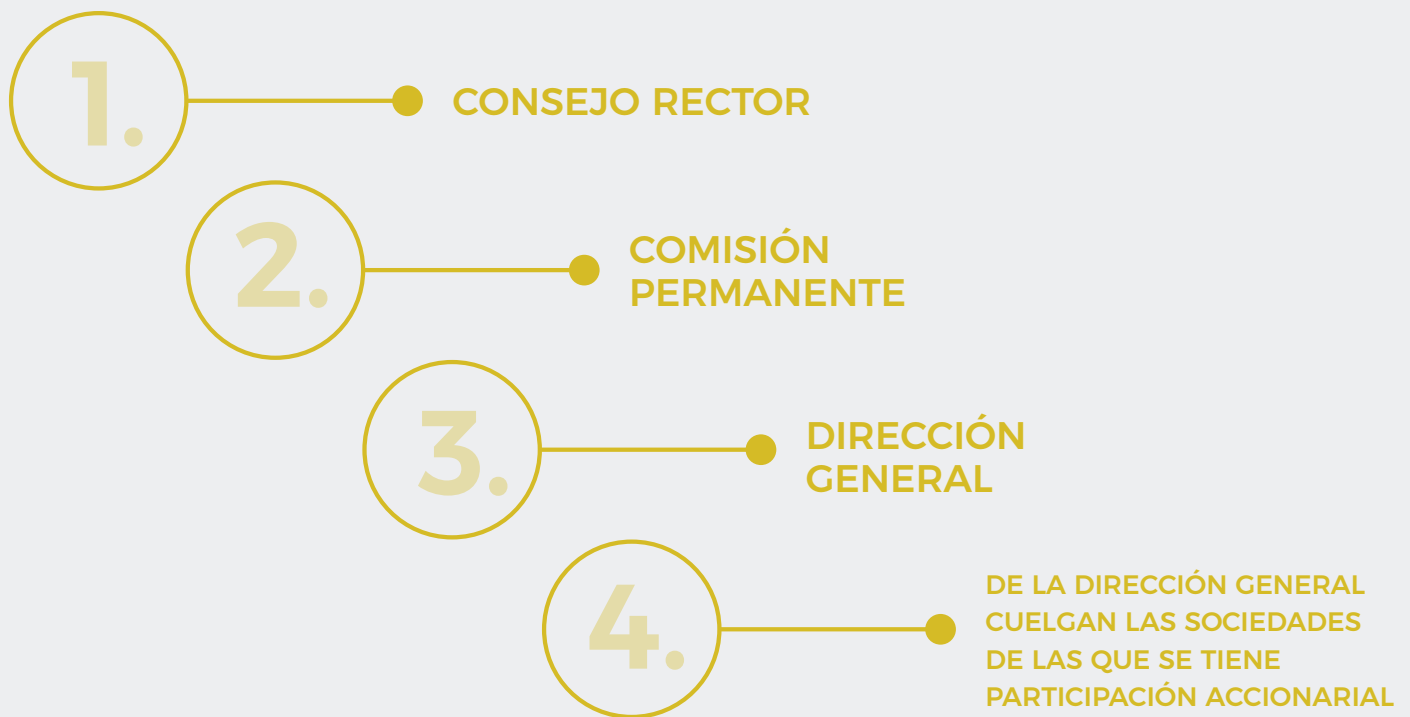 1.
CONSEJO RECTOR
2.
COMISIÓN
PERMANENTE
3.
DIRECCIÓN
GENERAL
4.
DE LA DIRECCIÓN GENERAL
CUELGAN LAS SOCIEDADES
DE LAS QUE SE TIENE
PARTICIPACIÓN ACCIONARIAL